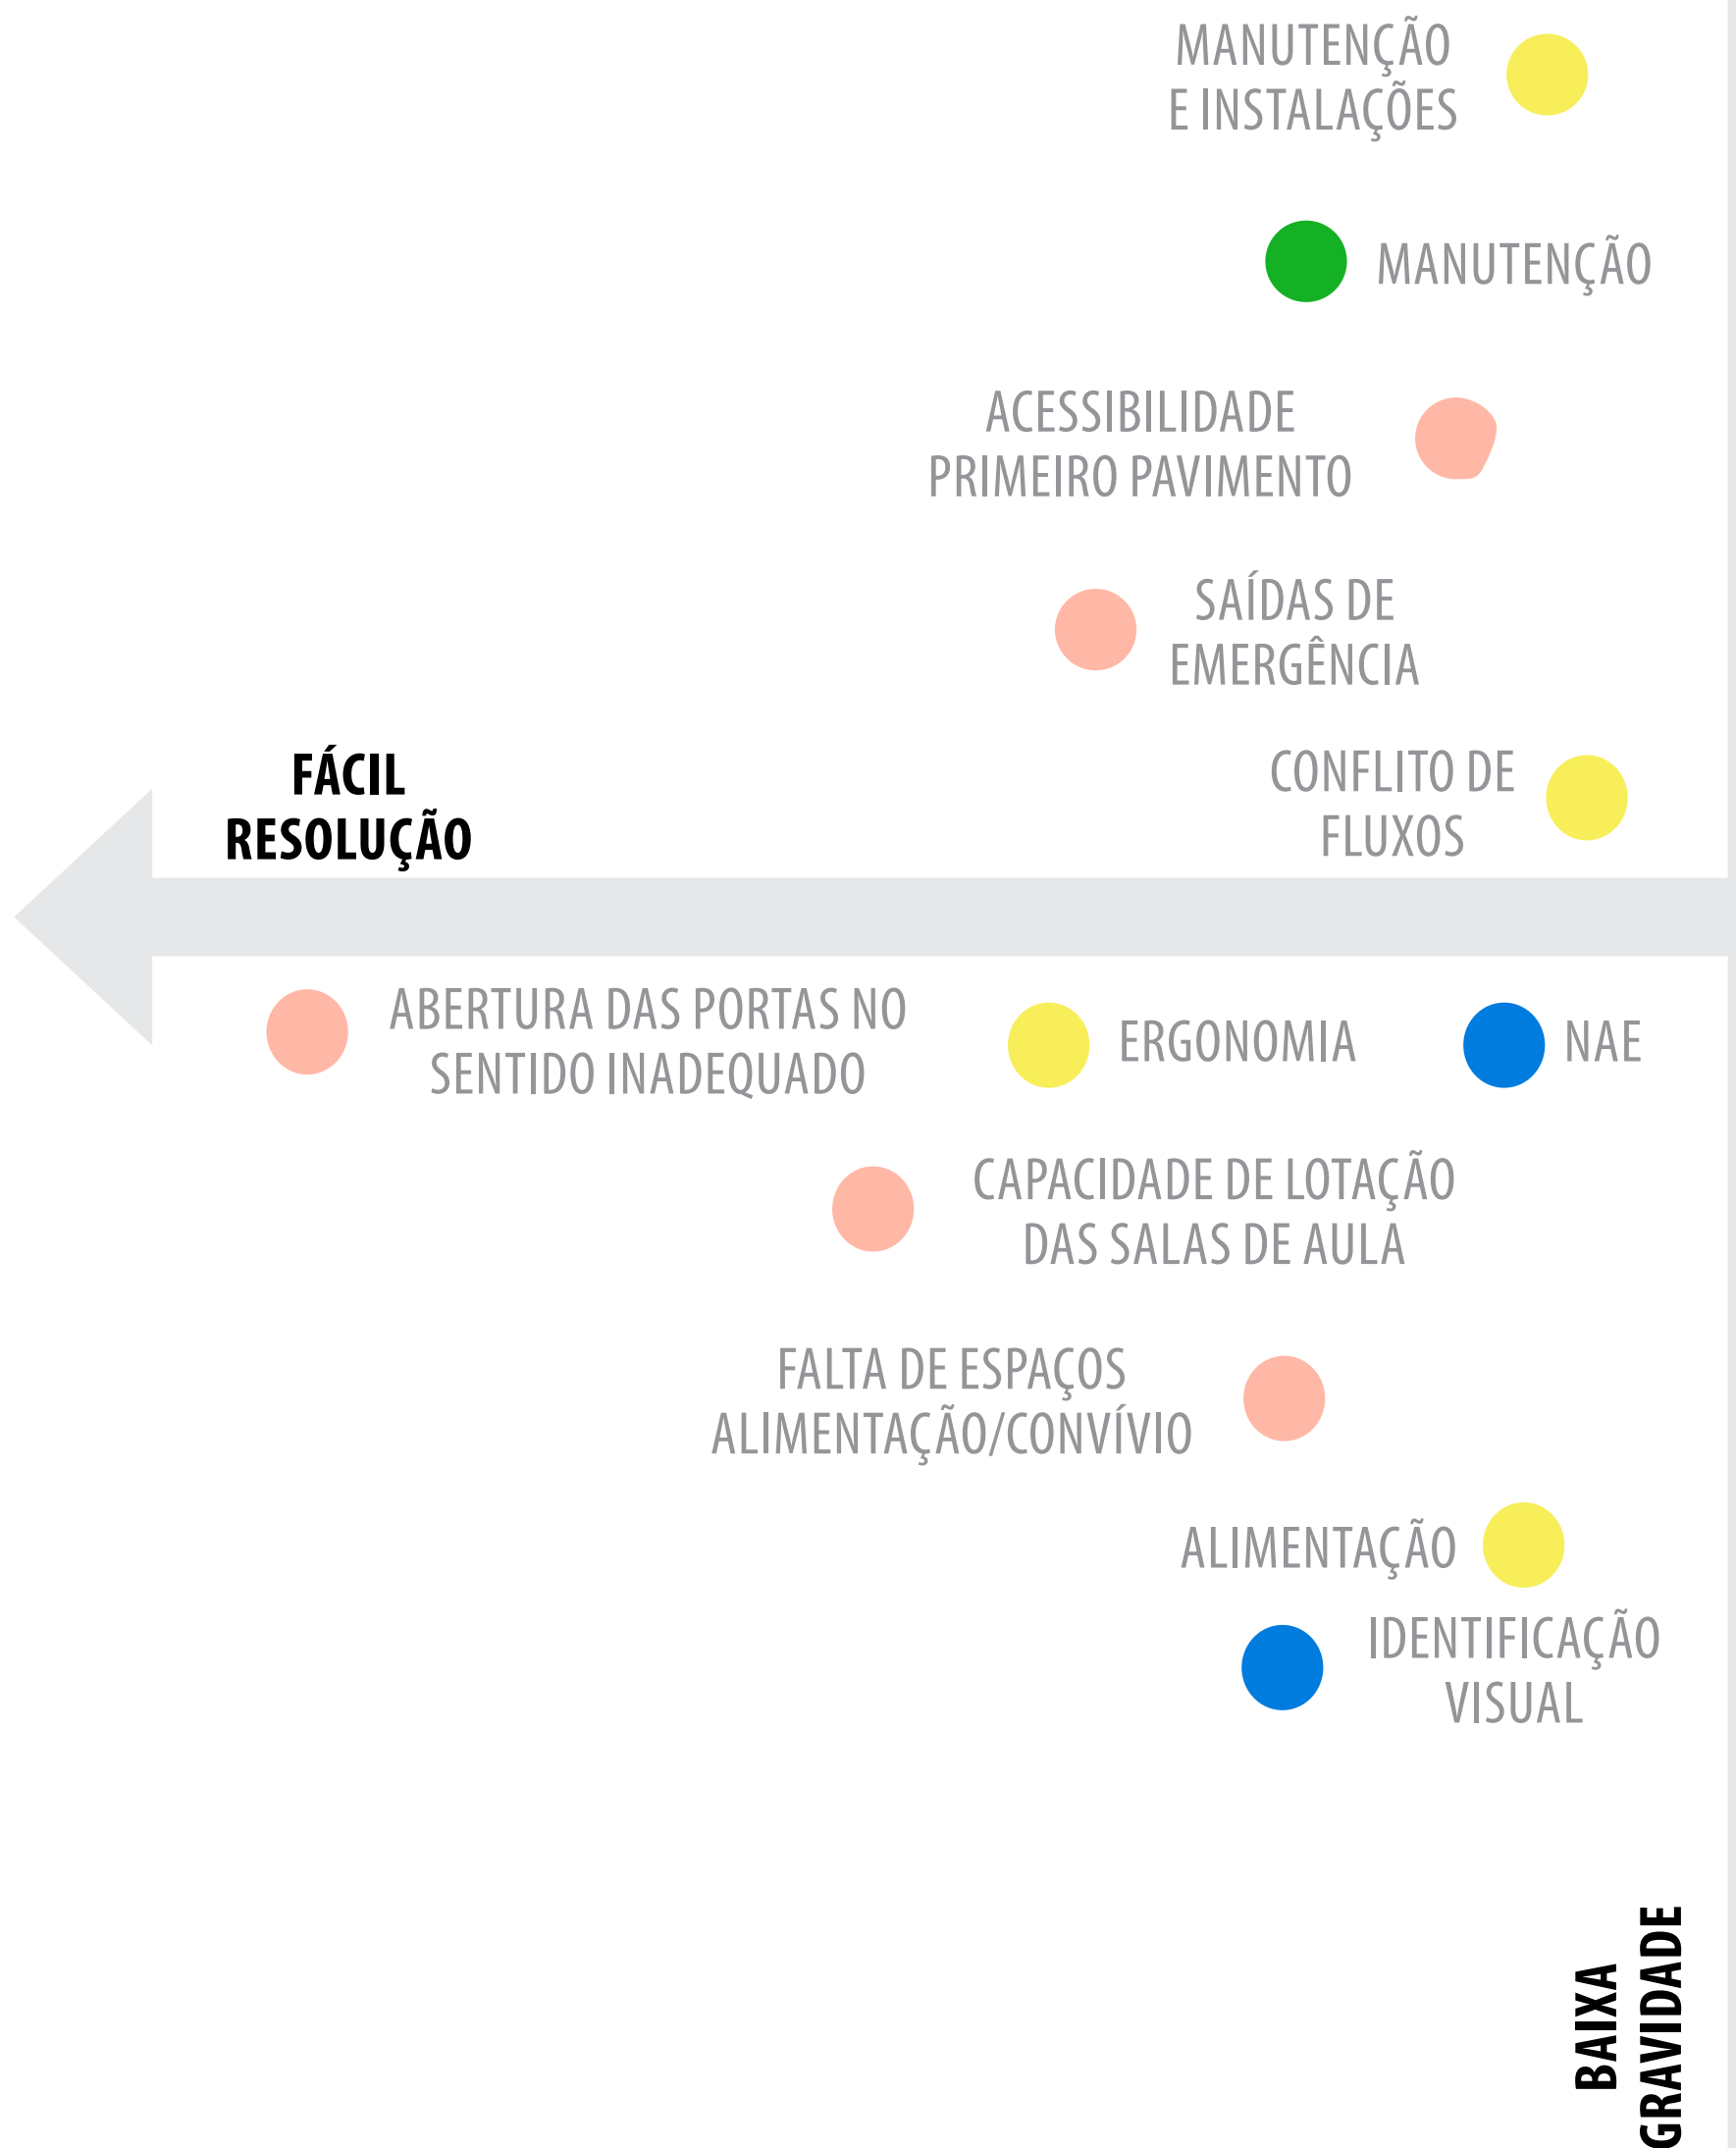 MANUTENÇÃO
E INSTALAÇÕES
MANUTENÇÃO
ACESSIBILIDADE
PRIMEIRO PAVIMENTO
SAÍDAS DE
EMERGÊNCIA
FÁCIL
RESOLUÇÃO
CONFLITO DE
FLUXOS
ABERTURA DAS PORTAS NO
SENTIDO INADEQUADO
ERGONOMIA
NAE
CAPACIDADE DE LOTAÇÃO
DAS SALAS DE AULA
FALTA DE ESPAÇOS
ALIMENTAÇÃO/CONVÍVIO
ALIMENTAÇÃO
IDENTIFICAÇÃO
VISUAL
BAIXA
GRAVIDADE